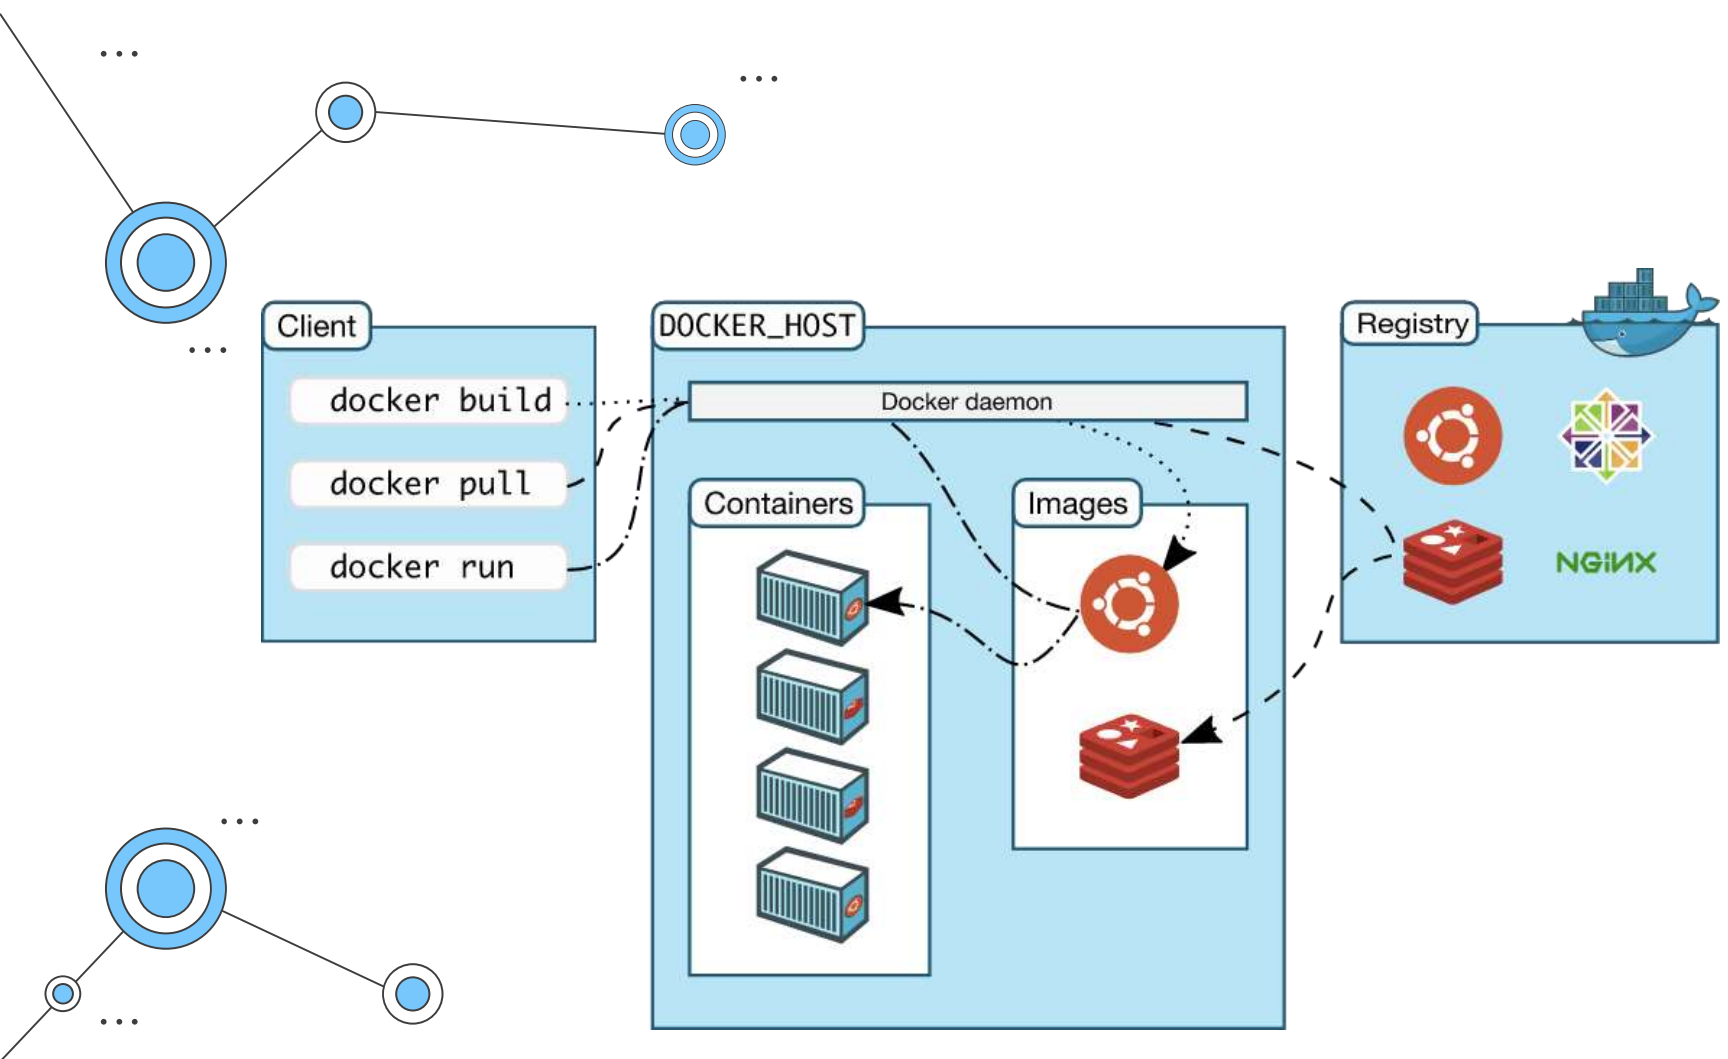 ...
...
...
Client
docker build
docker pull
docker run
DOCKER_HOST
Docker daemon
Containers
Images
Registry
NGiNX
...
...